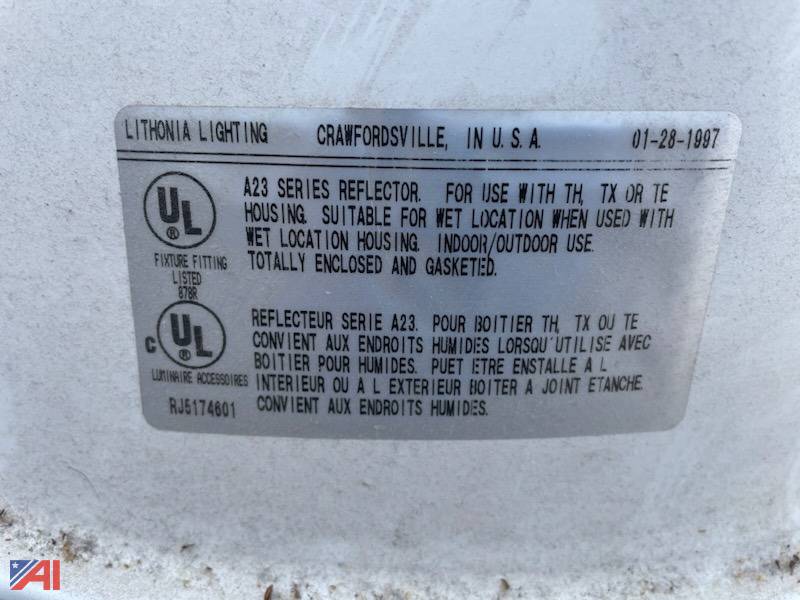 LITHONIA LIGHTING CRAWFORDSVILLE, IN U.S.A. 01-28-1997
UL
®
FIXTURE FITTING
LISTED
878R
A23 SERIES REFLECTOR. FOR USE WITH TH, TX OR TE
HOUSING. SUITABLE FOR WET LOCATION WHEN USED WITH
WET LOCATION HOUSING. INDOOR/OUTDOOR USE.
TOTALLY ENCLOSED AND GASKETED.
C UL
®
LUMINAIRE ACCESSOIRES
RJ5174601
REFLECTEUR SERIE A23. POUR BOITIER TH, TX OU TE
CONVIENT AUX ENDROITS HUMIDES LORSQU'UTILISE AVEC
BOITIER POUR HUMIDES. PUET ETRE ENSTALLE A L
INTERIEUR OU A L EXTERIEUR BOITER A JOINT ETANCHE.
CONVIENT AUX ENDROITS HUMIDES.
AI